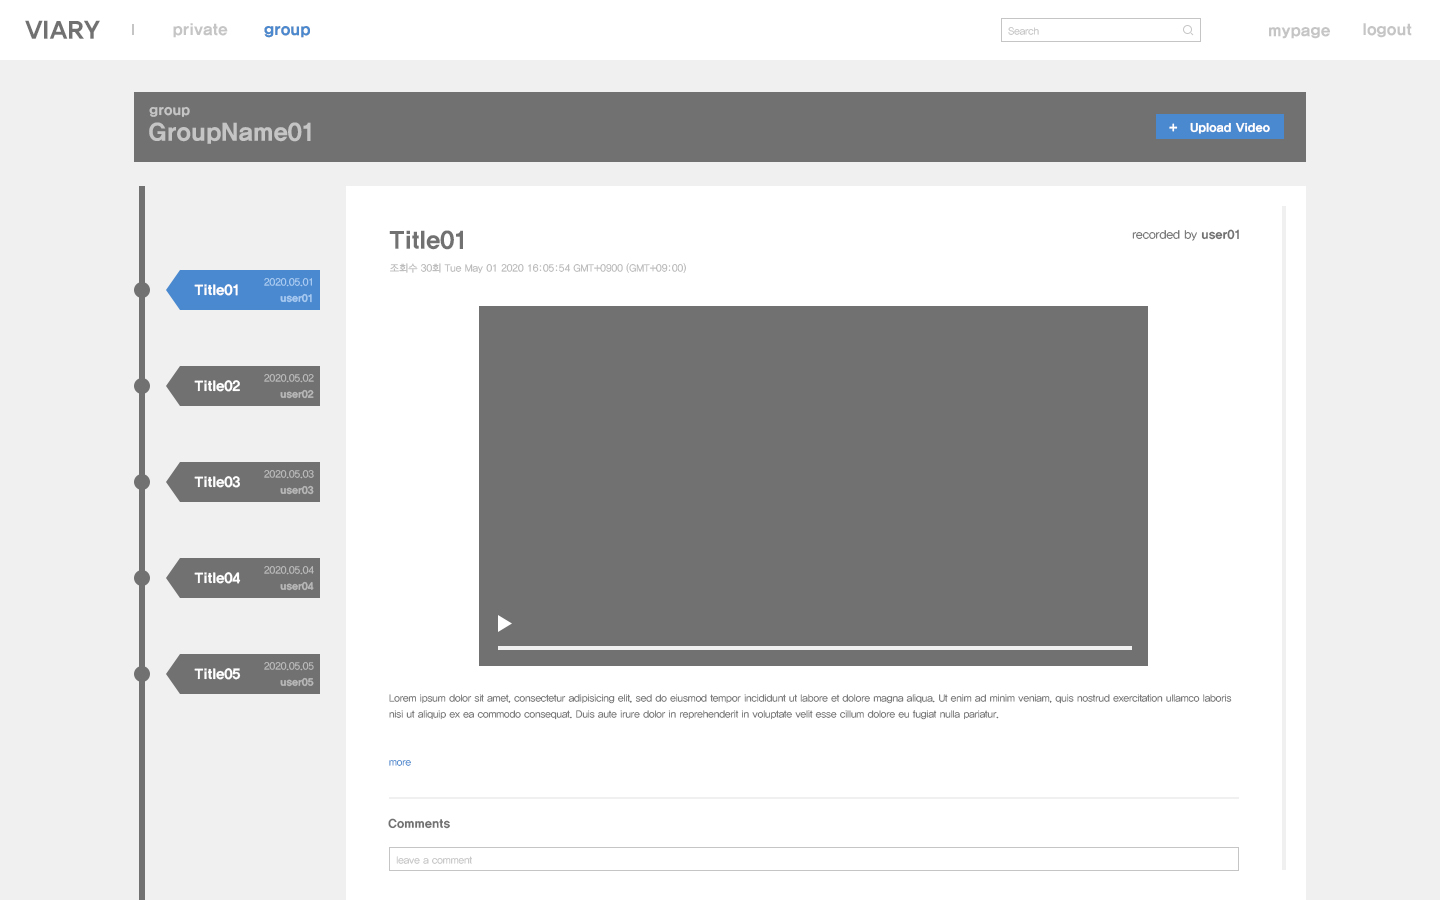 VIARY | private group Search mypage logout
group
GroupName01
+ Upload Video
Title01 2020.05.01
user01
Title02 2020.05.02
user02
Title03 2020.05.03
user03
Title04 2020.05.04
user04
Title05 2020.05.05
user05
Title01
recorded by user01
조회수 30회 Tue May 01 2020 16:05:54 GMT+0900 (GMT+09:00)
Lorem ipsum dolor sit amet, consectetur adipisicing elit, sed do eiusmod tempor incididunt ut labore et dolore magna aliqua. Ut enim ad minim veniam, quis nostrud exercitation ullamco laboris
nisi ut aliquip ex ea commodo consequat. Duis aute irure dolor in reprehenderit in voluptate velit esse cillum dolore eu fugiat nulla pariatur.
more
Comments
leave a comment